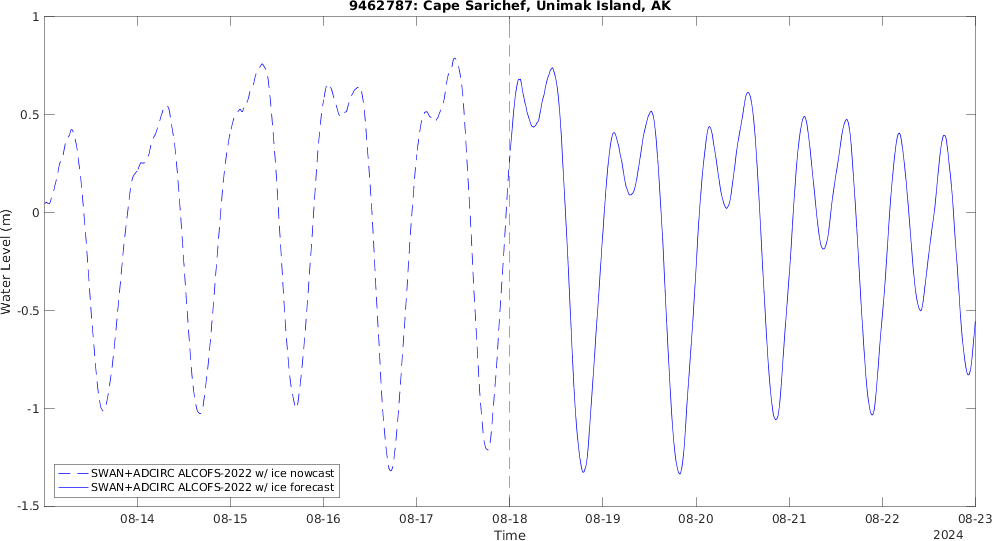 9462787: Cape Sarichef, Unimak Island, AK
1
0.5
0
-0.5
-1
-1.5
Water Level (m)
SWAN+ADCIRC ALCOFS-2022 w/ ice nowcast
SWAN+ADCIRC ALCOFS-2022 w/ ice forecast
08-14 08-15 08-16 08-17 08-18 08-19 08-20 08-21 08-22 08-23
Time
2024